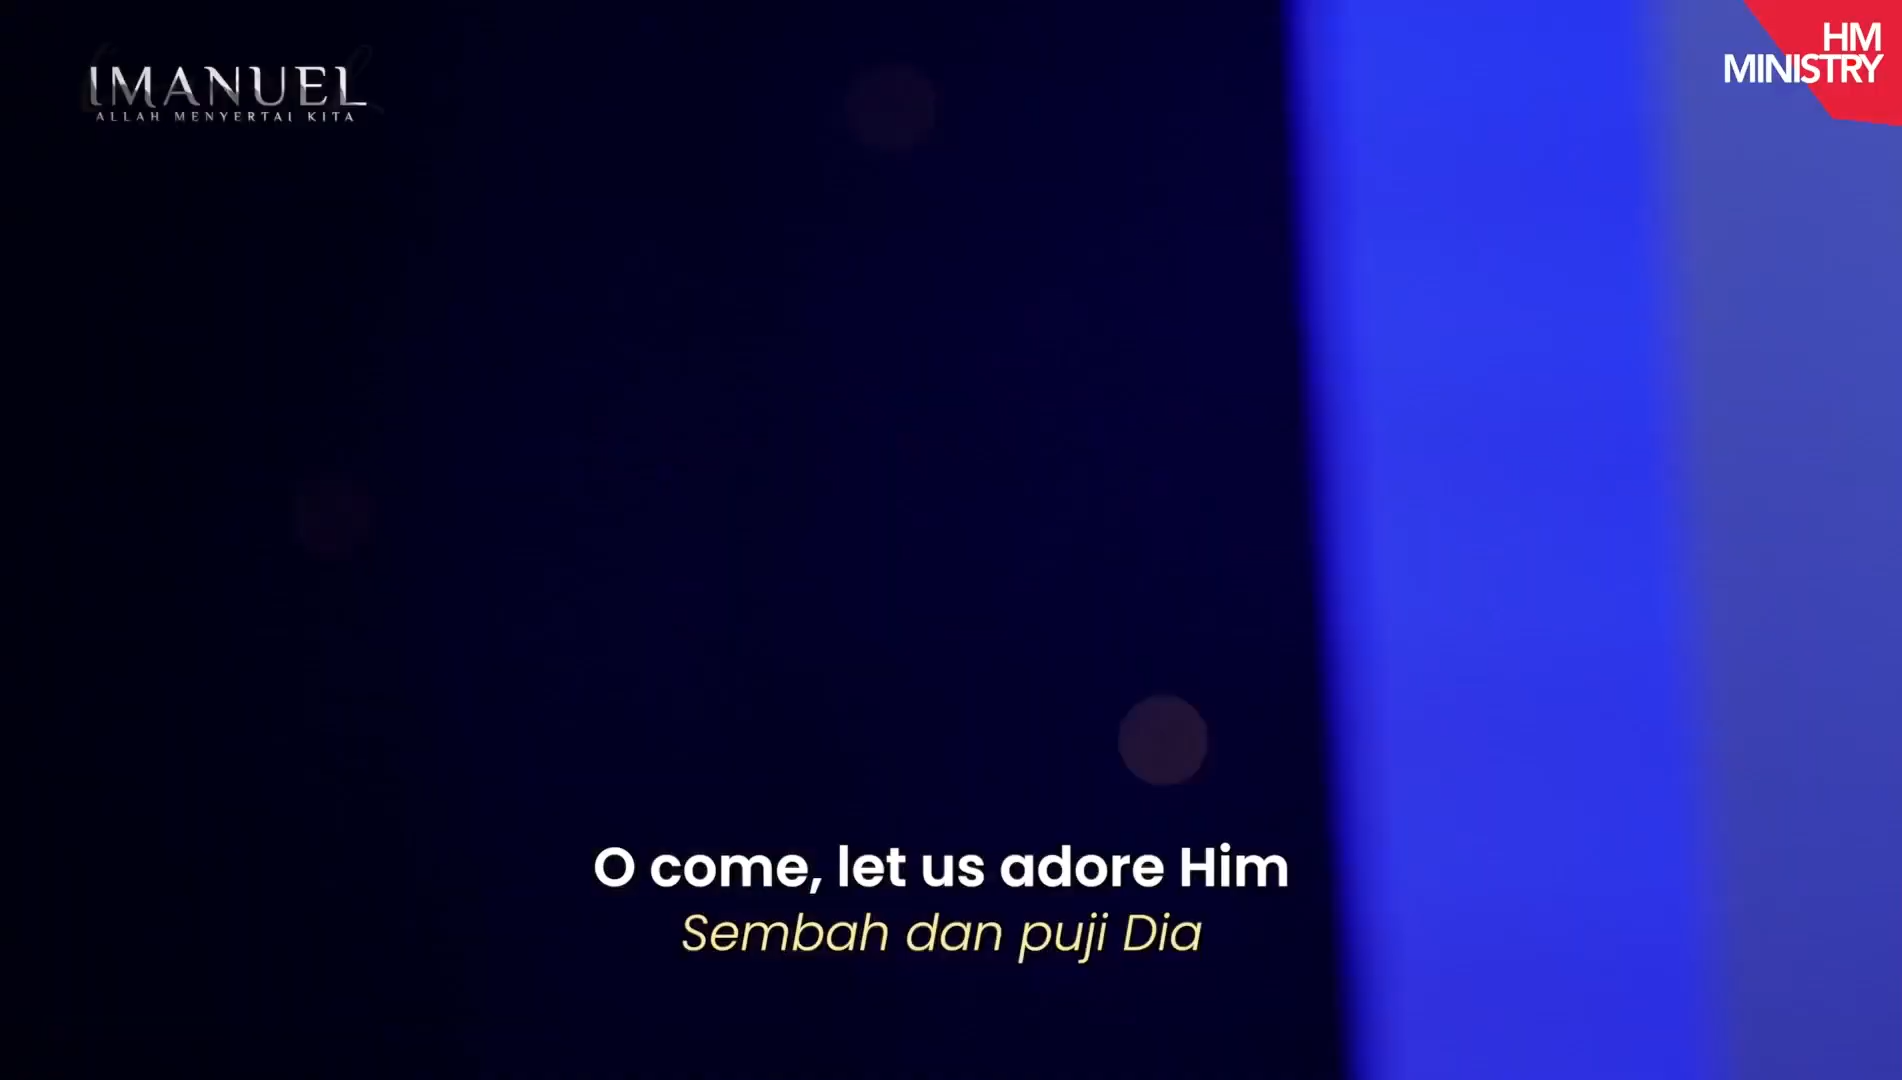 IMANUEL
ALLAH MENYERTAI KITA
HM
MINISTRY
O come, let us adore Him
Sembah dan puji Dia